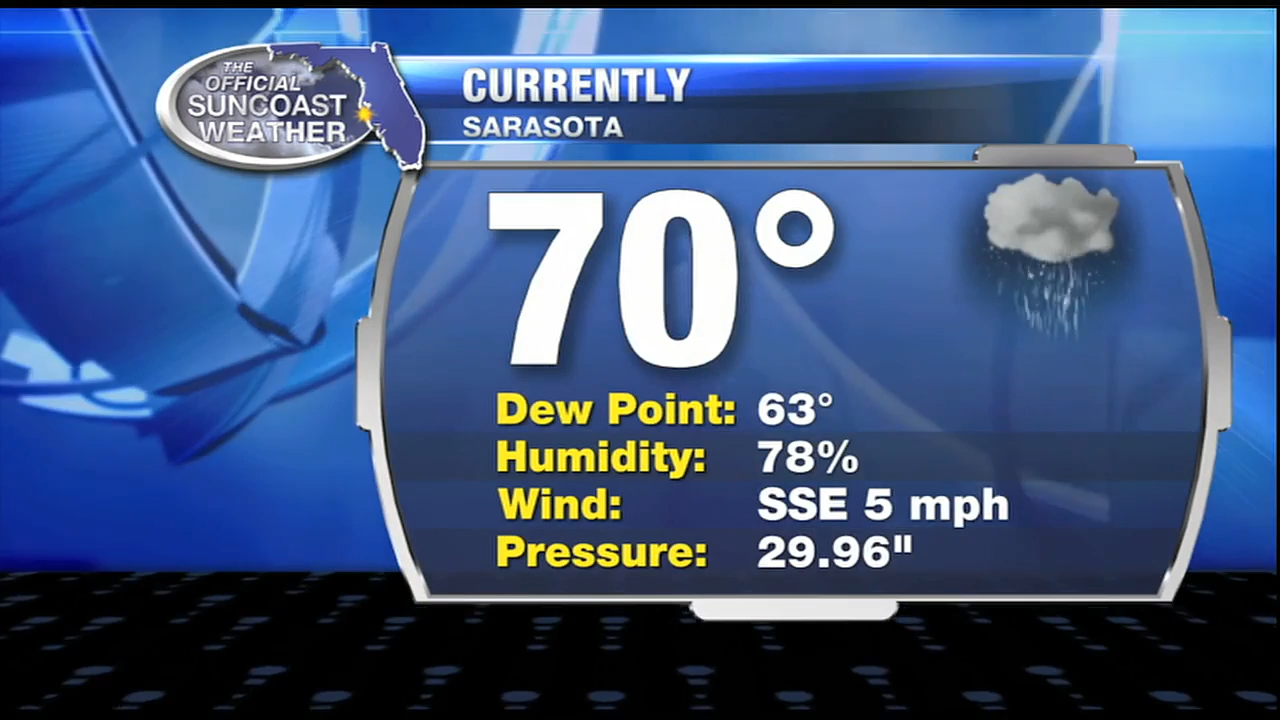 THE
OFFICIAL
SUNCOAST
WEATHER
CURRENTLY
SARASOTA
70°
Dew Point: 63°
Humidity: 78%
Wind: SSE 5 mph
Pressure: 29.96"